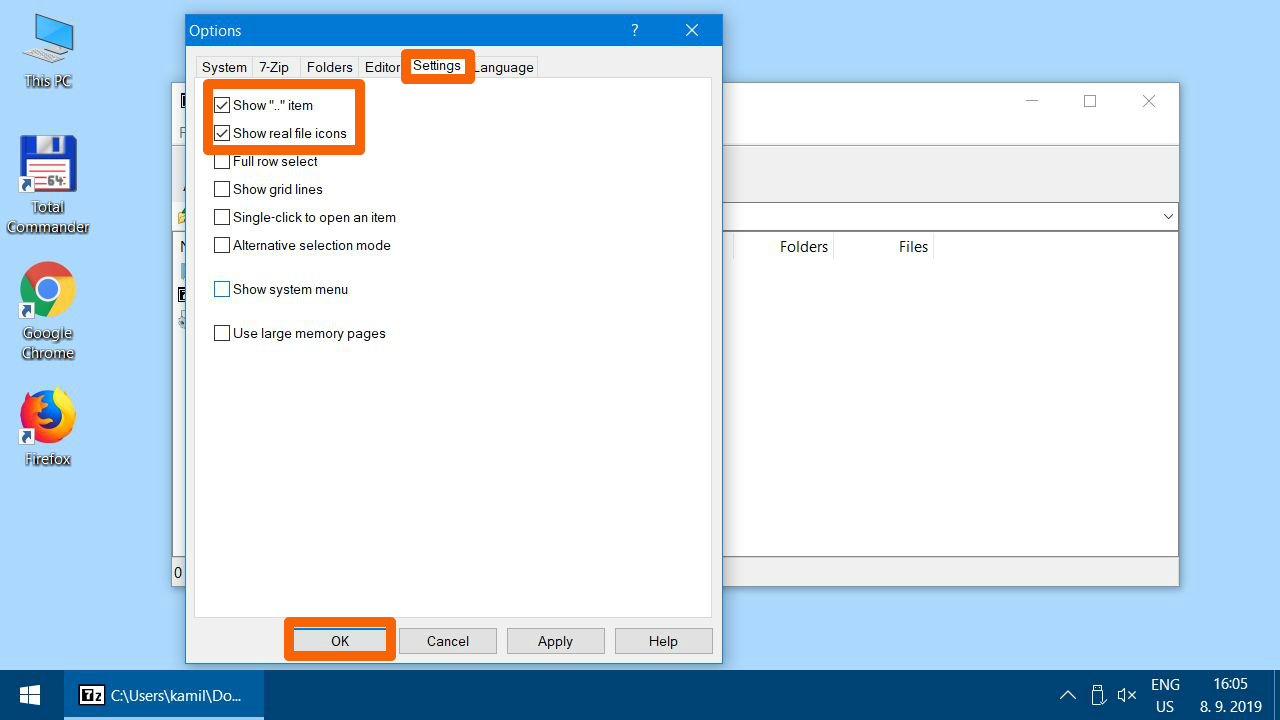 Options ?
System 7-Zip Folders Editor Settings Language
Show ".." item
Show real file icons
Full row select
Show grid lines
Single-click to open an item
Alternative selection mode
Show system menu
Use large memory pages
OK Cancel Apply Help
Folders Files
0
This PC
64
Total
Commander
Google
Chrome
Firefox
7z C:\Users\kamil\Do...
ENG
US
16:05
8. 9. 2019